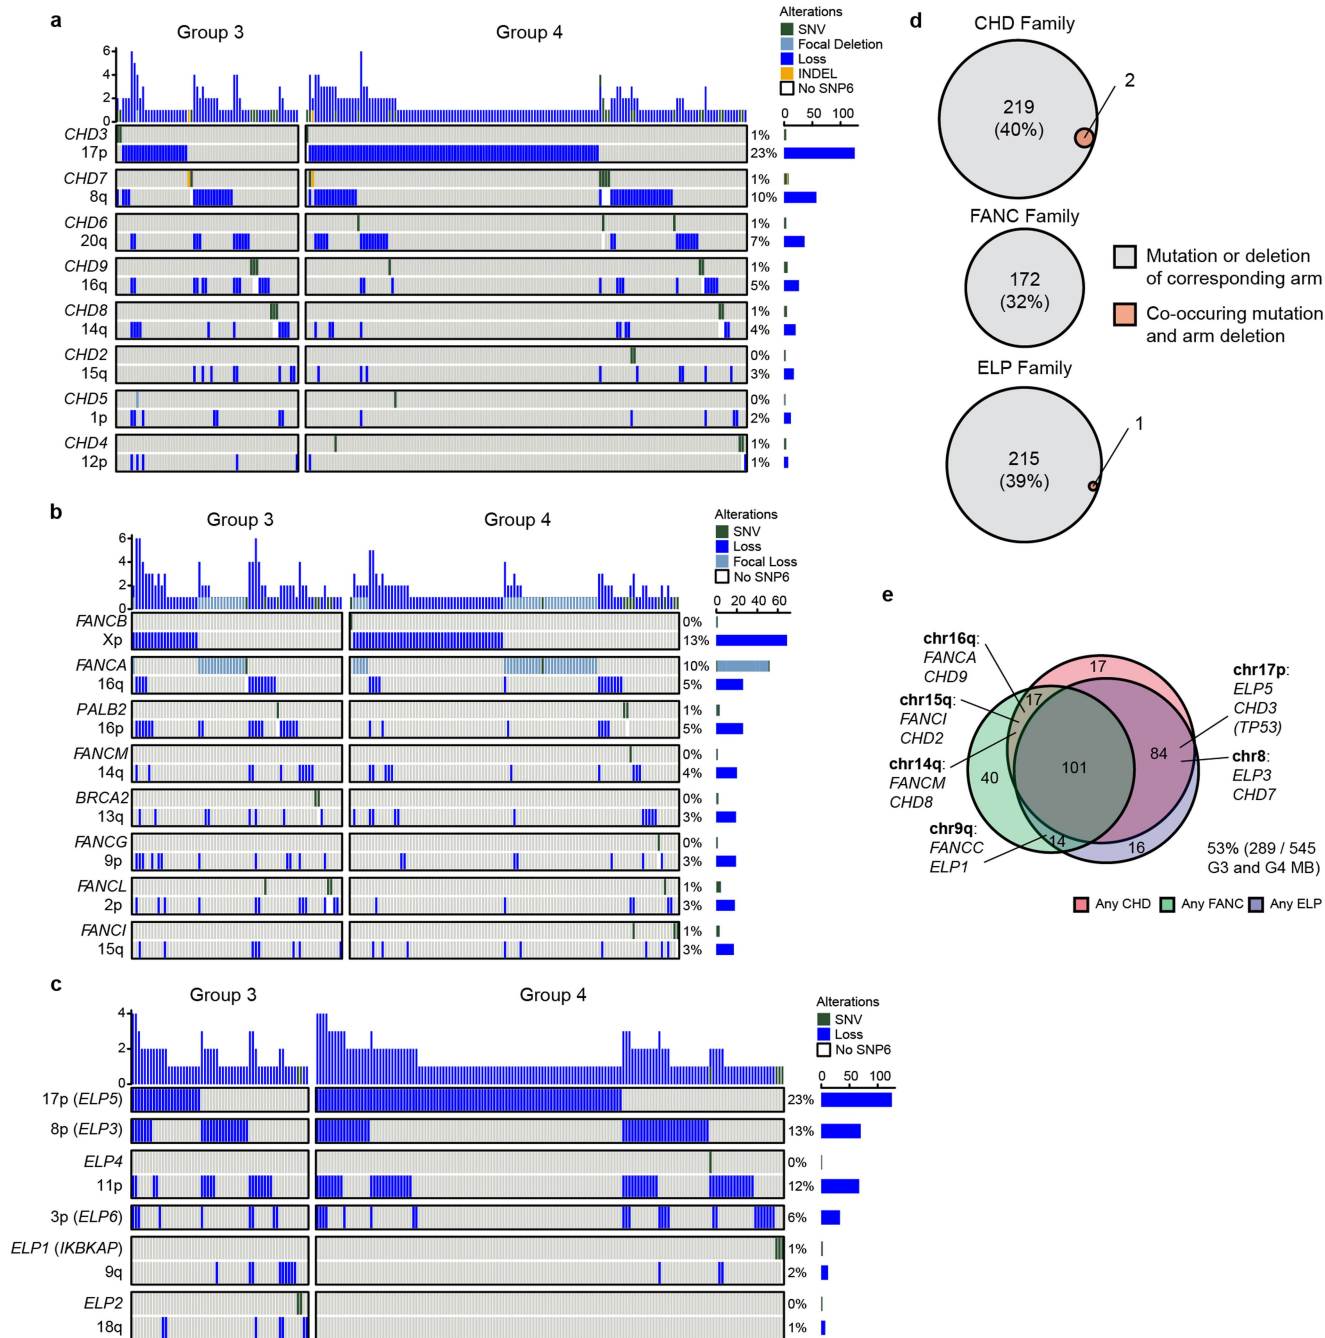 a
Group 3
Group 4
Alterations
SNV
Focal Deletion
Loss
INDEL
No SNP6
6
4
2
0
0 50 100
CHD3 1%
17p 23%
CHD7 1%
8q 10%
CHD6 1%
20q 7%
CHD9 1%
16q 5%
CHD8 1%
14q 4%
CHD2 0%
15q 3%
CHD5 0%
1p 2%
CHD4 1%
12p 1%
b
Group 3
Group 4
Alterations
SNV
Loss
Focal Loss
No SNP6
6
4
2
0
0 20 40 60
FANCB 0%
Xp 13%
FANCA 10%
16q 5%
PALB2 1%
16p 5%
FANCM 0%
14q 4%
BRCA2 0%
13q 3%
FANCG 0%
9p 3%
FANCL 1%
2p 3%
FANCI 1%
15q 3%
c
Group 3
Group 4
Alterations
SNV
Loss
No SNP6
4
2
0
0 50 100
17p (ELP5) 23%
8p (ELP3) 13%
ELP4 0%
11p 12%
3p (ELP6) 6%
ELP1 (IKBKAP) 1%
9q 2%
ELP2 0%
18q 1%
d
CHD Family
219
(40%)
2
FANC Family
172
(32%)
Mutation or deletion
of corresponding arm
Co-occuring mutation
and arm deletion
ELP Family
215
(39%)
1
e
chr16q:
FANCA
CHD9
chr15q:
FANCI
CHD2
chr14q:
FANCM
CHD8
chr9q:
FANCC
ELP1
17
17
40
101
84
14
16
chr17p:
ELP5
CHD3
(TP53)
chr8:
ELP3
CHD7
53% (289 / 545
G3 and G4 MB)
Any CHD
Any FANC
Any ELP